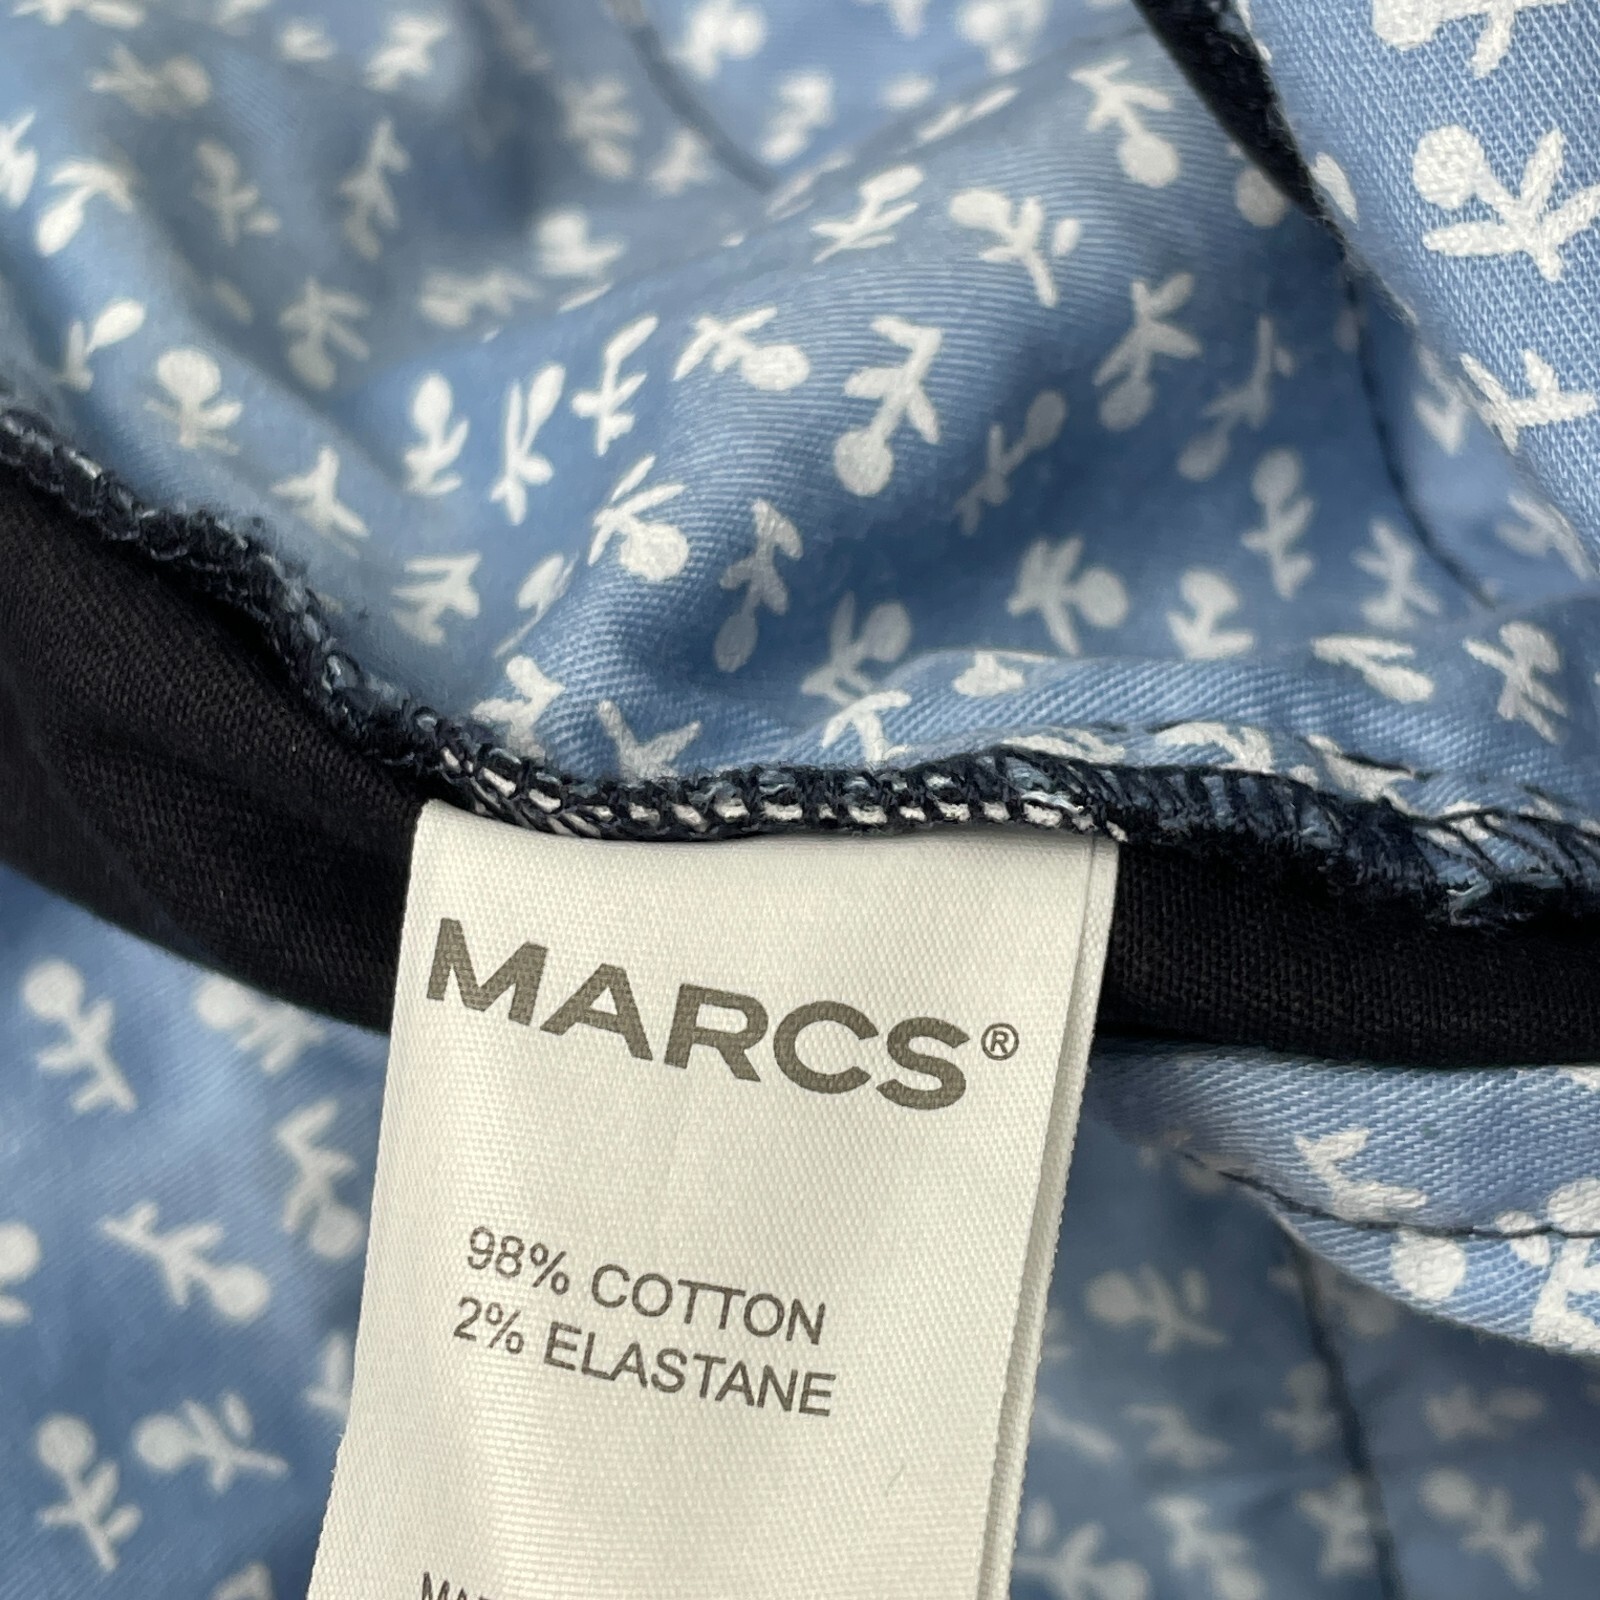 MARCS®
98% COTTON
2% ELASTANE